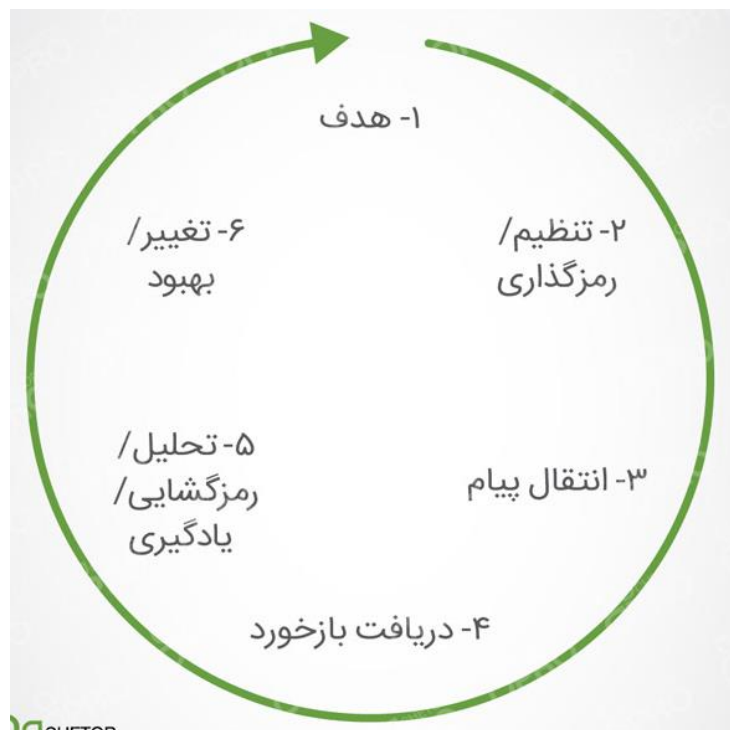 ۱- هدف
۲- تنظیم/
رمزگذاری
۳- انتقال پیام
۴- دریافت بازخورد
۵- تحلیل/
رمزگشایی/
یادگیری
۶- تغییر/
بهبود